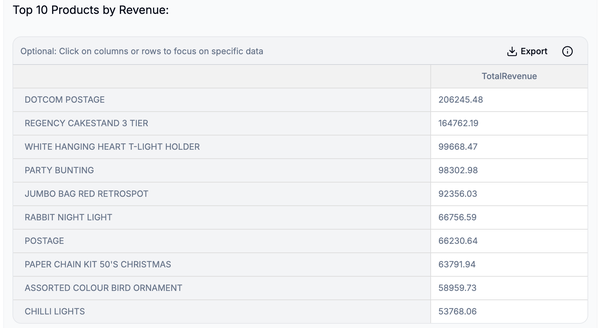 Top 10 Products by Revenue:
Optional: Click on columns or rows to focus on specific data Export
TotalRevenue
DOTCOM POSTAGE 206245.48
REGENCY CAKESTAND 3 TIER 164762.19
WHITE HANGING HEART T-LIGHT HOLDER 99668.47
PARTY BUNTING 98302.98
JUMBO BAG RED RETROSPOT 92356.03
RABBIT NIGHT LIGHT 66756.59
POSTAGE 66230.64
PAPER CHAIN KIT 50'S CHRISTMAS 63791.94
ASSORTED COLOUR BIRD ORNAMENT 58959.73
CHILLI LIGHTS 53768.06